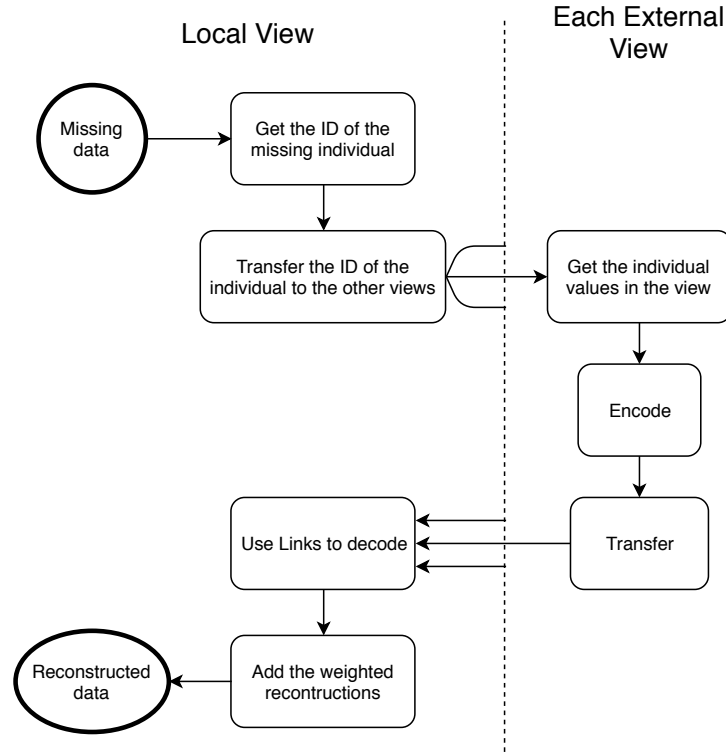 Local View
Each External
View
Missing
data
Get the ID of the
missing individual
Transfer the ID of the
individual to the other views
Get the individual
values in the view
Encode
Use Links to decode
Transfer
Reconstructed
data
Add the weighted
recontructions